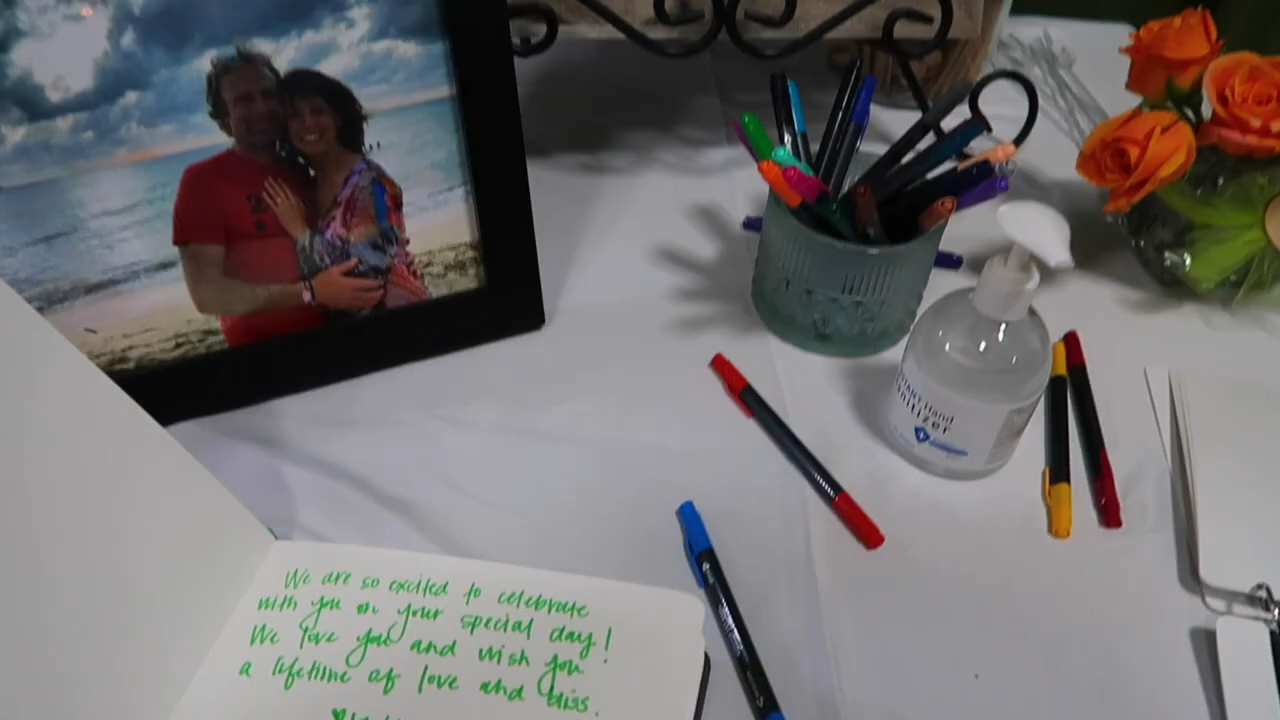 We are so excited to celebrate
with you on your special day!
We love you and wish you
a lifetime of love and bliss.
Hand